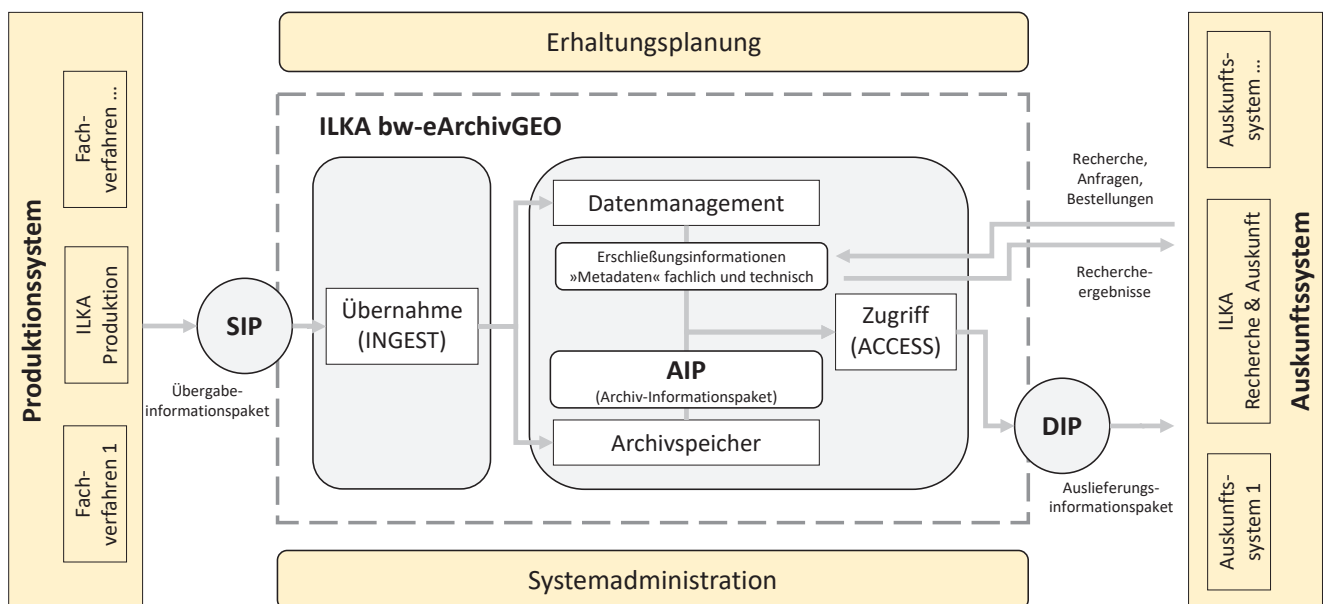 Produktionssystem
Fach-
verfahren ...
ILKA
Produktion
Fach-
verfahren 1
SIP
Übergabe-
informationspaket
Erhaltungsplanung
ILKA bw-eArchivGEO
Übernahme
(INGEST)
Datenmanagement
Erschließungsinformationen
»Metadaten« fachlich und technisch
AIP
(Archiv-Informationspaket)
Archivspeicher
Zugriff
(ACCESS)
Systemadministration
Recherche,
Anfragen,
Bestellungen
Recherche-
ergebnisse
DIP
Auslieferungs-
informationspaket
Auskunfts-
system ...
ILKA
Recherche & Auskunft
Auskunfts-
system 1
Auskunftssystem